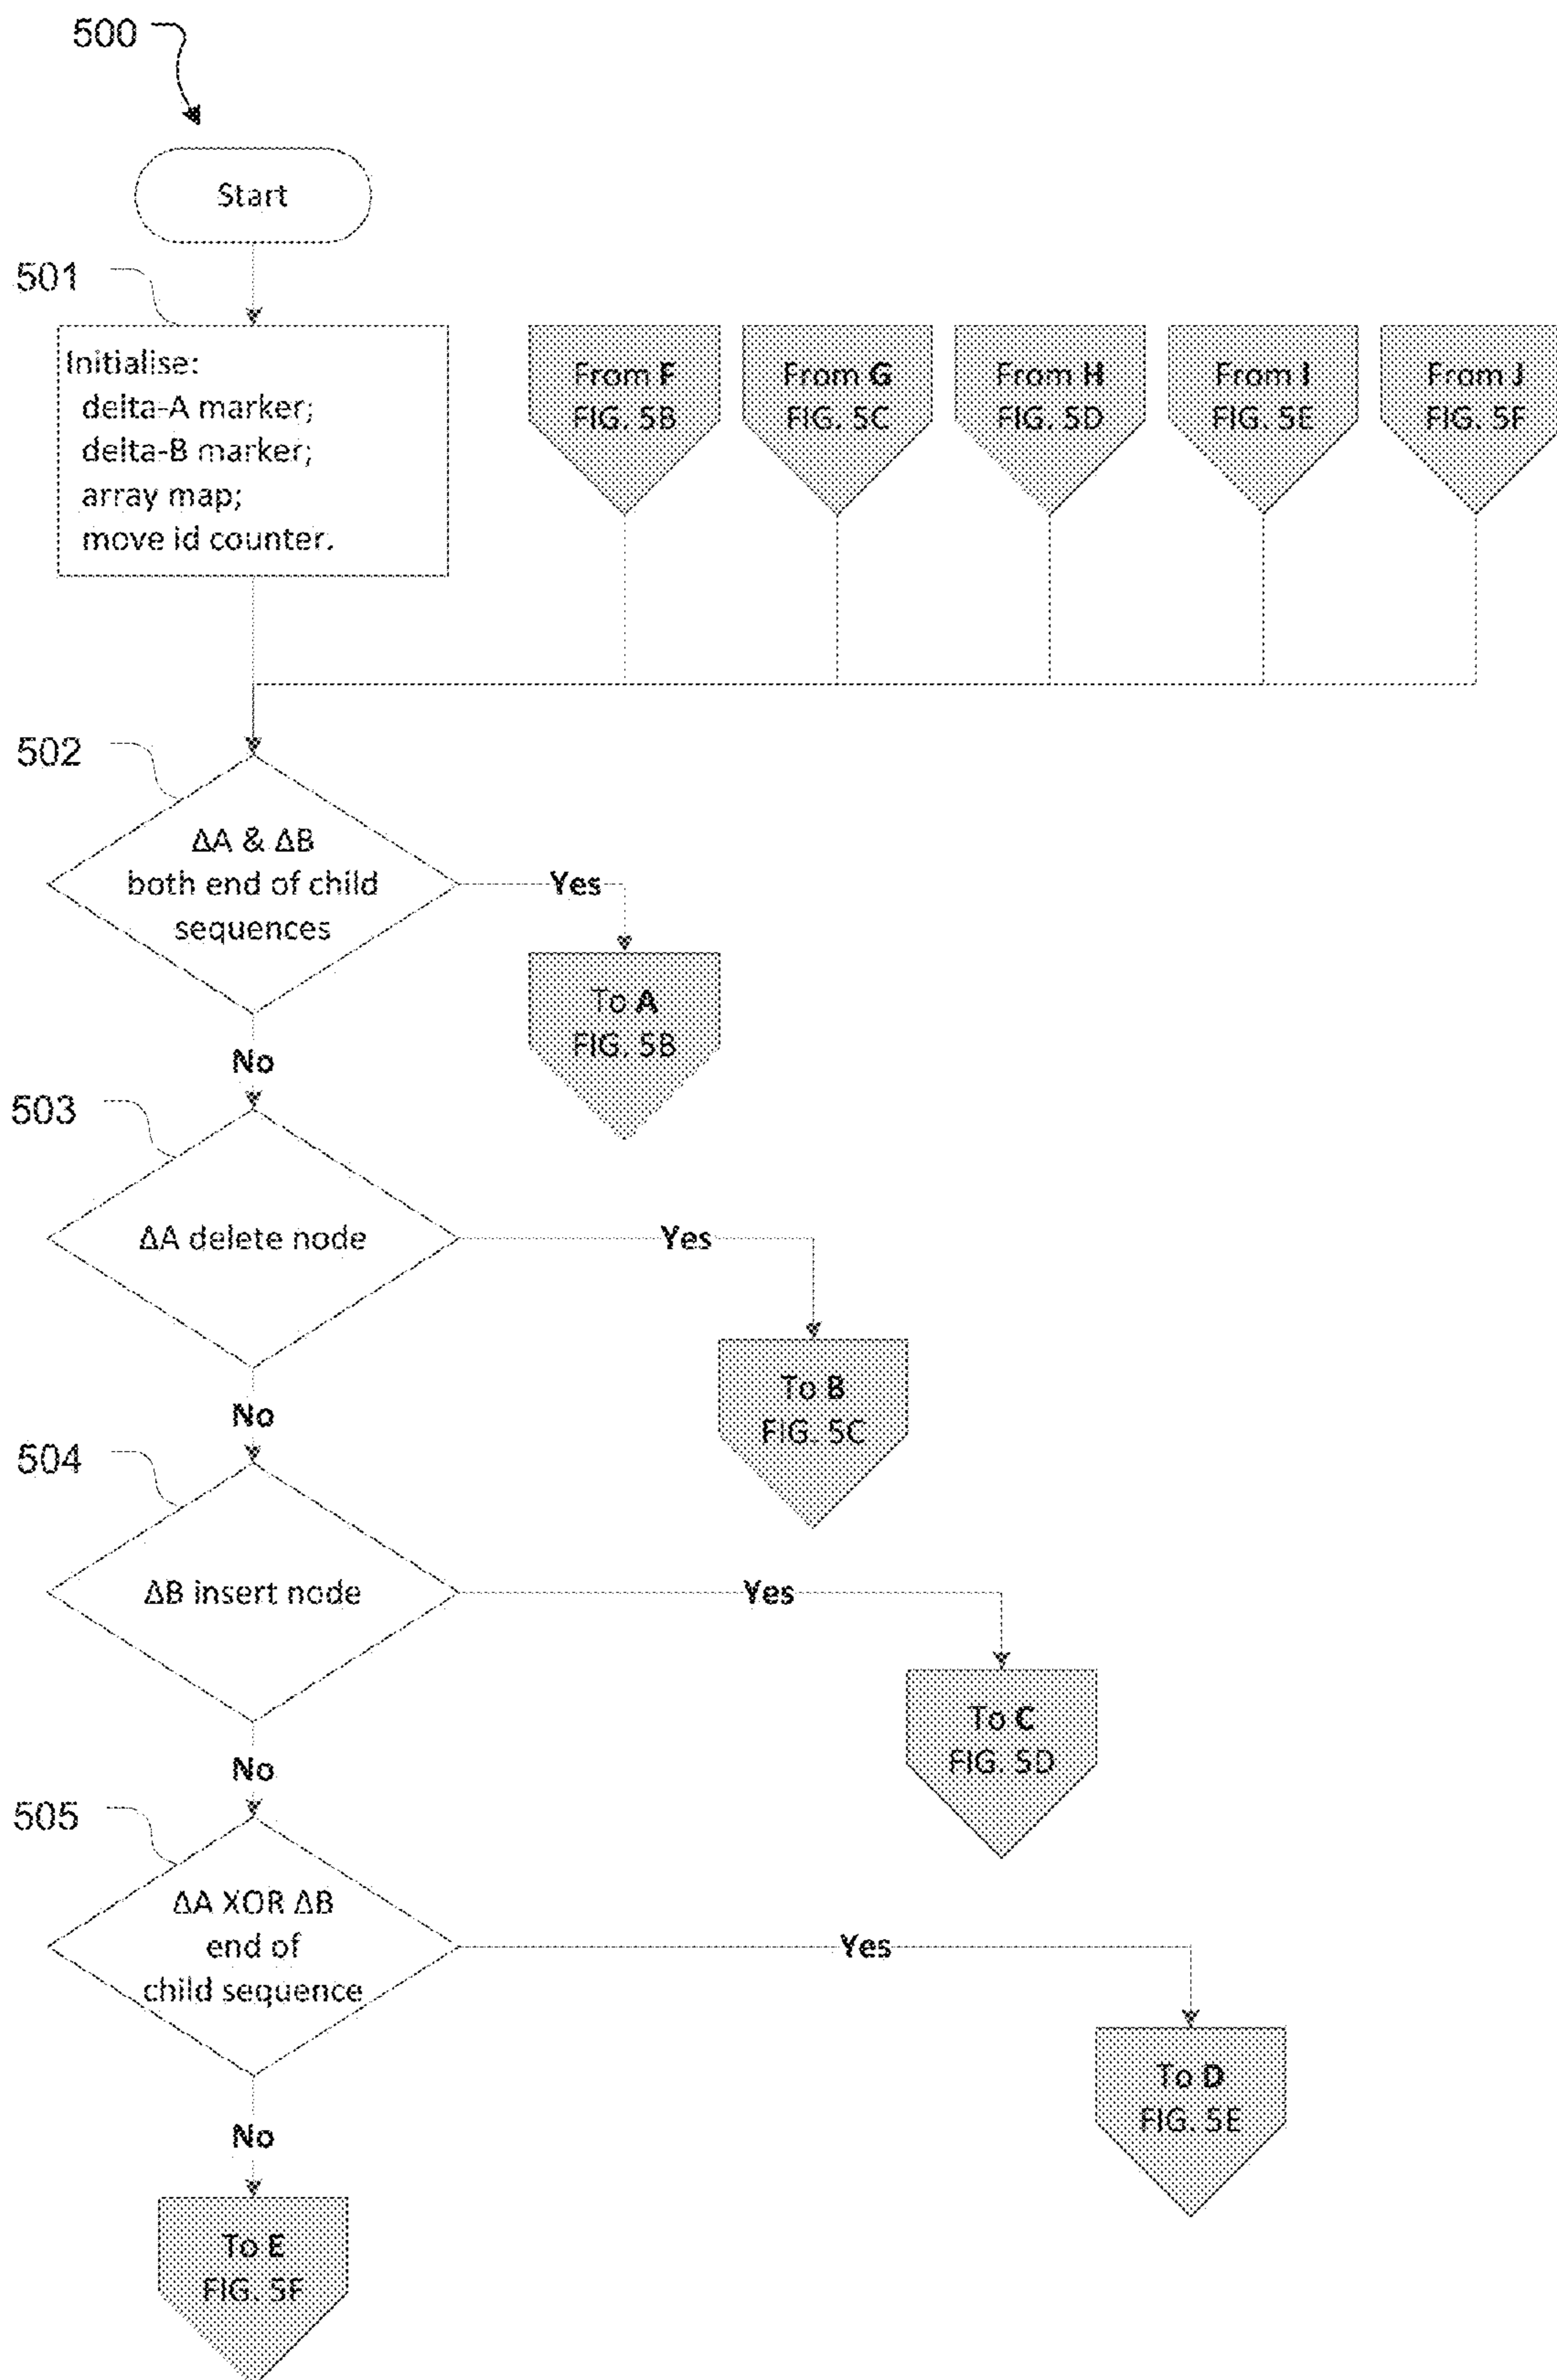 500
Start
501
Initialise:
delta-A marker;
delta-B marker;
array map;
move id counter.
From F
FIG. 5B
From G
FIG. 5C
From H
FIG. 5D
From I
FIG. 5E
From J
FIG. 5F
502
ΔA & ΔB
both end of child
sequences
Yes
To A
FIG. 5B
No
503
ΔA delete node
Yes
To B
FIG. 5C
No
504
ΔB insert node
Yes
To C
FIG. 5D
No
505
ΔA XOR ΔB
end of
child sequence
Yes
To D
FIG. 5E
No
To E
FIG. 5F